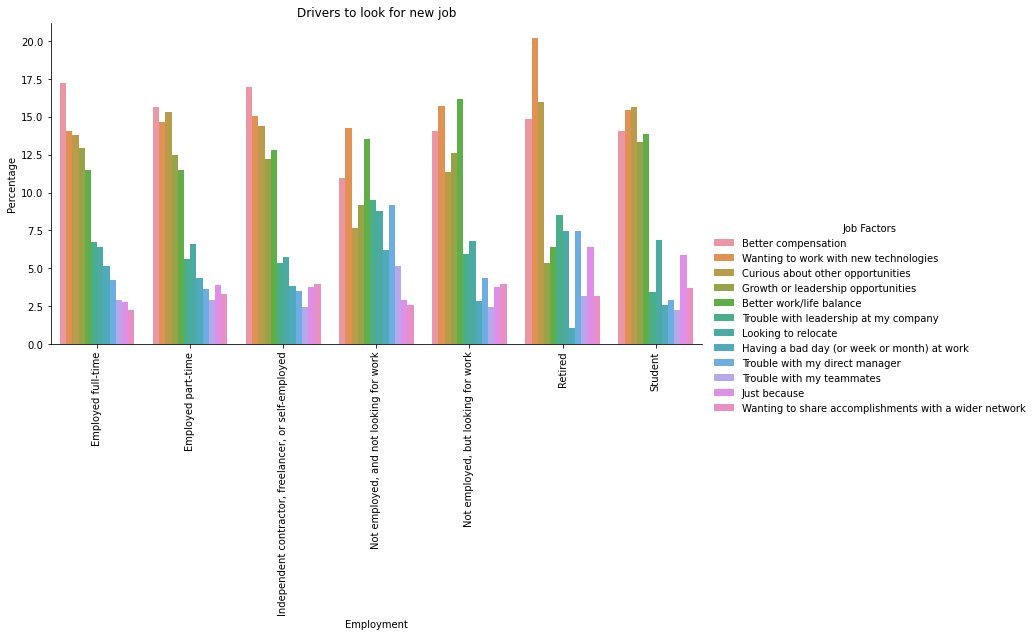 Drivers to look for new job
Percentage
20.0
17.5
15.0
12.5
10.0
7.5
5.0
2.5
0.0
Employed full-time
Employed part-time
Independent contractor, freelancer, or self-employed
Not employed, and not looking for work
Not employed, but looking for work
Retired
Student
Employment
Job Factors
Better compensation
Wanting to work with new technologies
Curious about other opportunities
Growth or leadership opportunities
Better work/life balance
Trouble with leadership at my company
Looking to relocate
Having a bad day (or week or month) at work
Trouble with my direct manager
Trouble with my teammates
Just because
Wanting to share accomplishments with a wider network